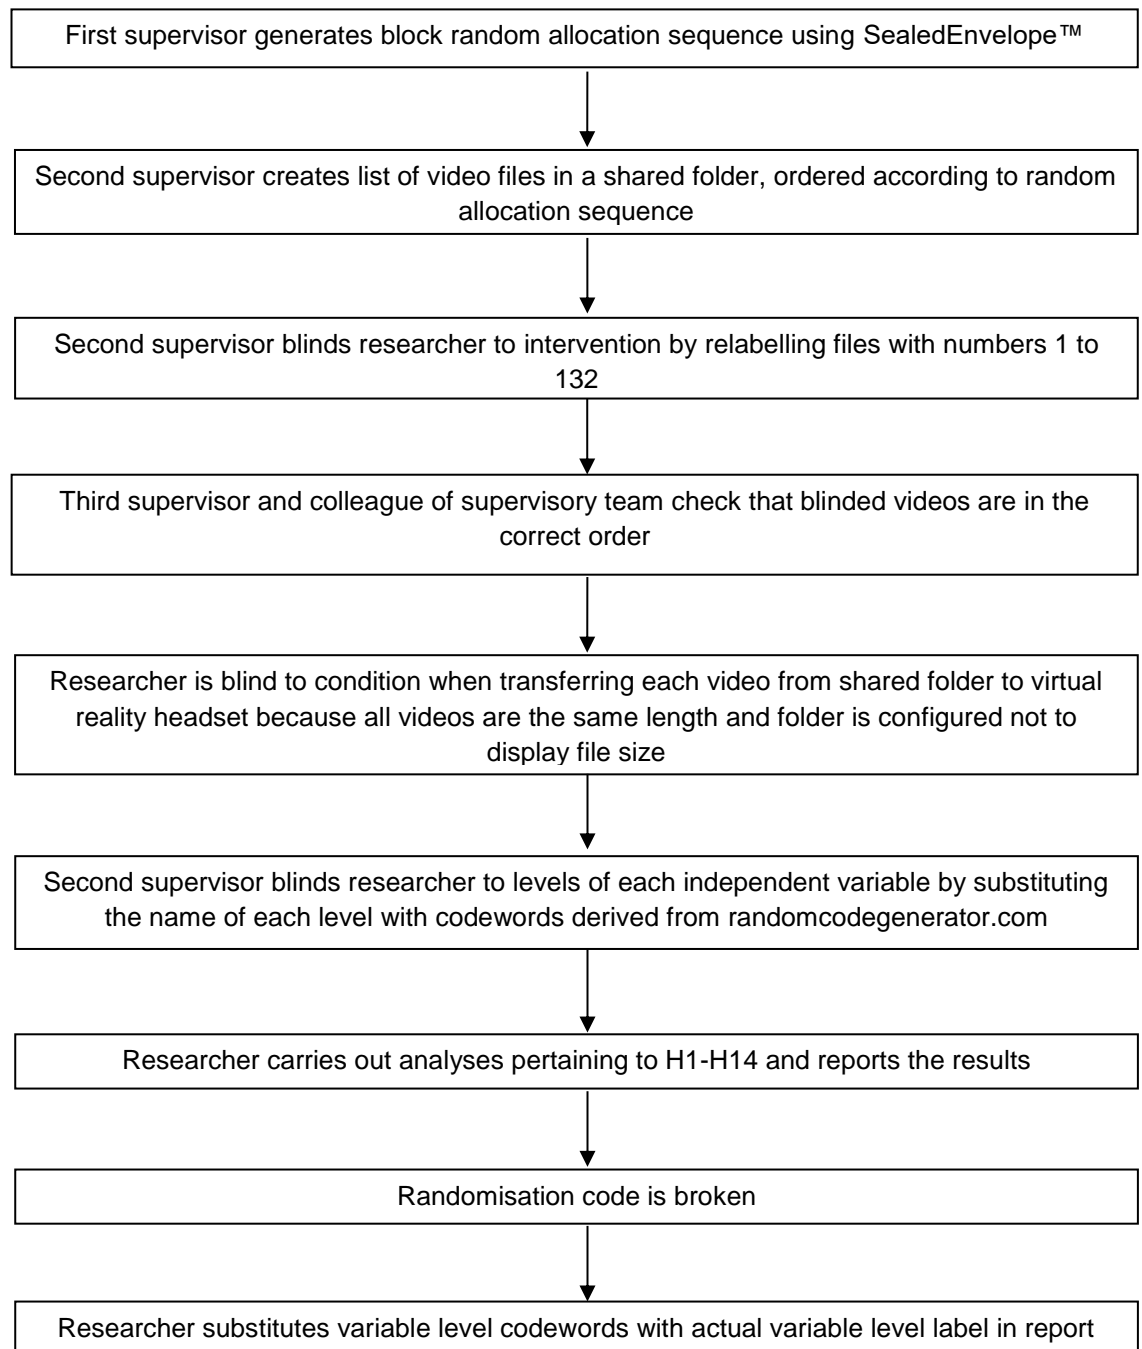 First supervisor generates block random allocation sequence using SealedEnvelope™
Second supervisor creates list of video files in a shared folder, ordered according to random
allocation sequence
Second supervisor blinds researcher to intervention by relabelling files with numbers 1 to
132
Third supervisor and colleague of supervisory team check that blinded videos are in the
correct order
Researcher is blind to condition when transferring each video from shared folder to virtual
reality headset because all videos are the same length and folder is configured not to
display file size
Second supervisor blinds researcher to levels of each independent variable by substituting
the name of each level with codewords derived from randomcodegenerator.com
Researcher carries out analyses pertaining to H1-H14 and reports the results
Randomisation code is broken
Researcher substitutes variable level codewords with actual variable level label in report